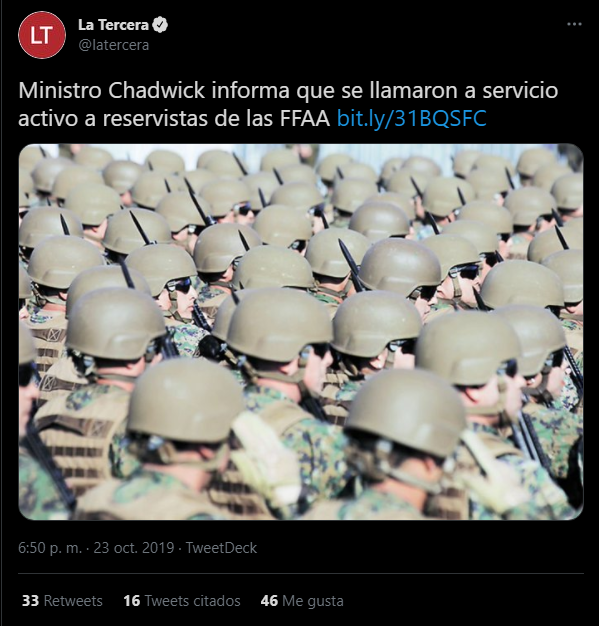 LT
La Tercera
@latercera
Ministro Chadwick informa que se llamaron a servicio
activo a reservistas de las FFAA bit.ly/31BQSFC
6:50 p. m. · 23 oct. 2019 · TweetDeck
33 Retweets 16 Tweets citados 46 Me gusta